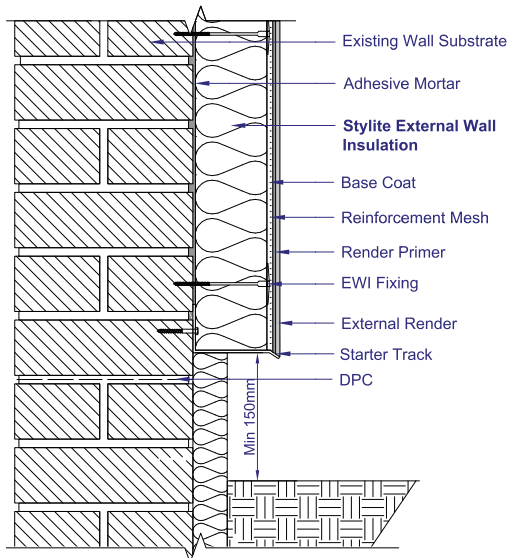 Existing Wall Substrate
Adhesive Mortar
Stylite External Wall
Insulation
Base Coat
Reinforcement Mesh
Render Primer
EWI Fixing
External Render
Starter Track
DPC
Min 150mm